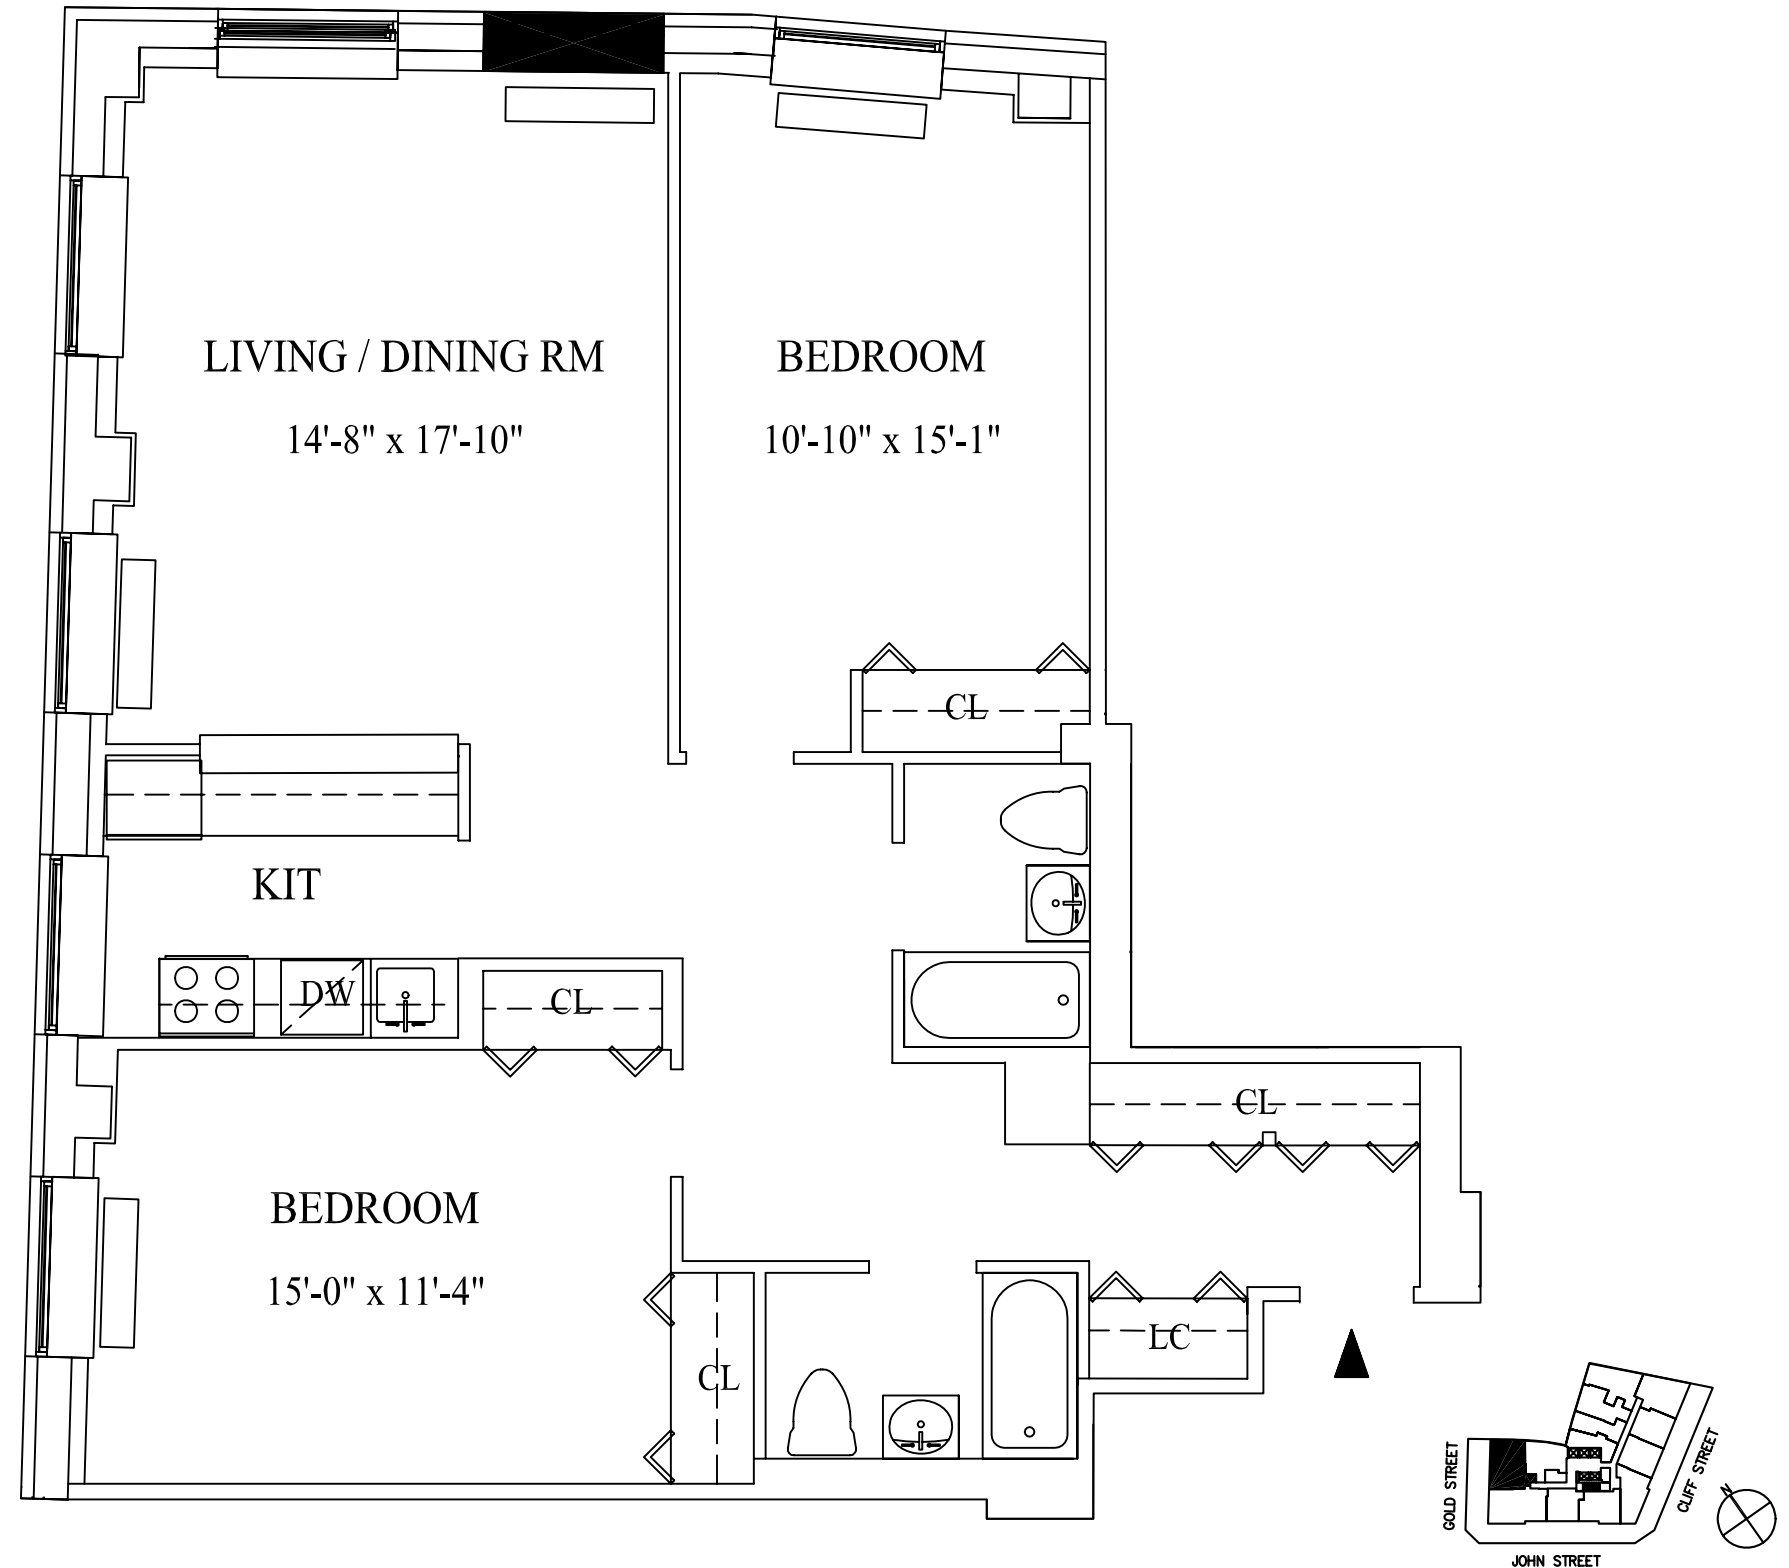 LIVING / DINING RM
14'-8" x 17'-10"
BEDROOM
10'-10" x 15'-1"
CL
KIT
DW
CL
CL
BEDROOM
15'-0" x 11'-4"
CL
LC
GOLD STREET
CLIFF STREET
JOHN STREET
N